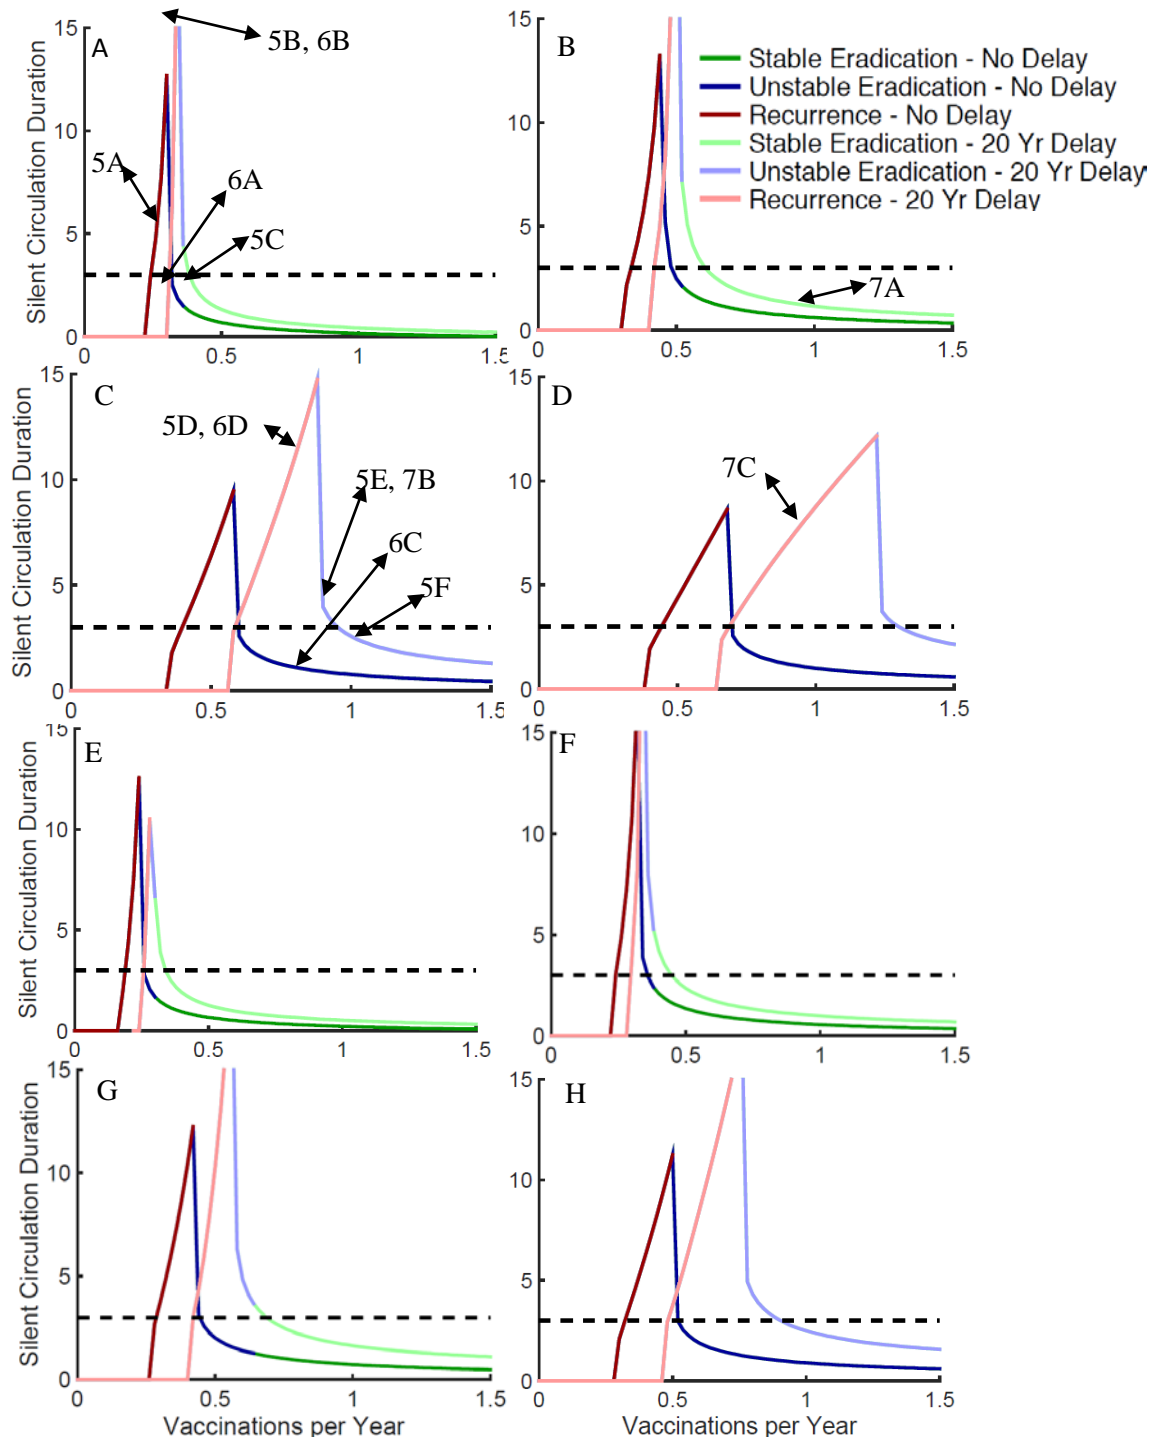 15
A
5B, 6B
10
5A
6A
5
5C
0
0
0.5
1
1.5
Silent Circulation Duration
15
B
Stable Eradication - No Delay
Unstable Eradication - No Delay
Recurrence - No Delay
Stable Eradication - 20 Yr Delay
Unstable Eradication - 20 Yr Delay
Recurrence - 20 Yr Delay
10
5
7A
0
0
0.5
1
1.5
15
C
5D, 6D
10
5E, 7B
6C
5
5F
0
0
0.5
1
1.5
Silent Circulation Duration
15
D
7C
10
5
0
0
0.5
1
1.5
15
E
10
5
0
0
0.5
1
1.5
Silent Circulation Duration
15
F
10
5
0
0
0.5
1
1.5
15
G
10
5
0
0
0.5
1
1.5
Silent Circulation Duration
Vaccinations per Year
15
H
10
5
0
0
0.5
1
1.5
Vaccinations per Year